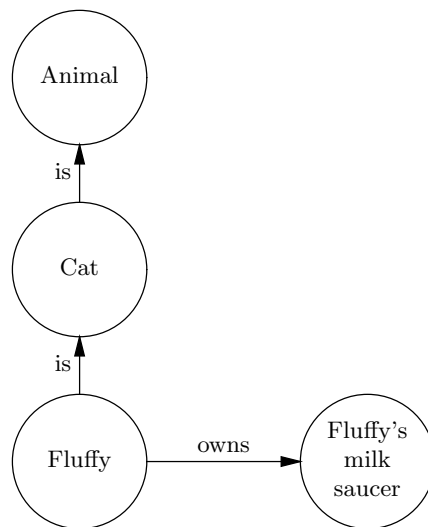 Animal
is
Cat
is
Fluffy
owns
Fluffy's
milk
saucer